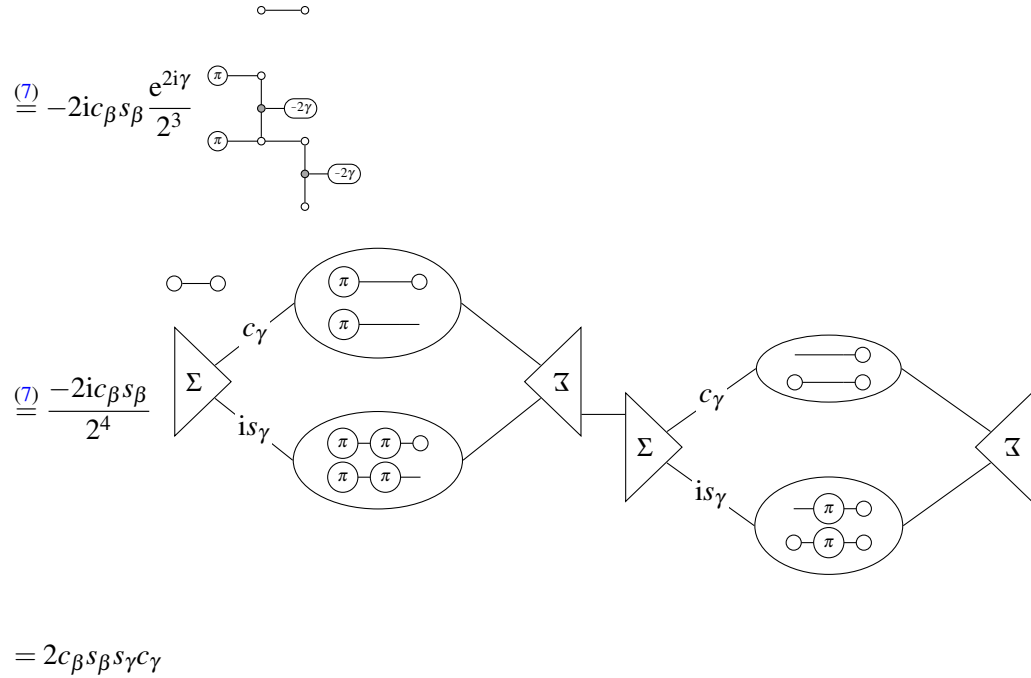 (7)
= −2ic_β s_β e^{2iγ} / 2^3
π
-2γ
π
-2γ
π
π
c_γ
Σ
Σ
c_γ
(7)
= −2ic_β s_β / 2^4
is_γ
π π
π π
Σ
Σ
is_γ
π
π
= 2c_β s_β s_γ c_γ